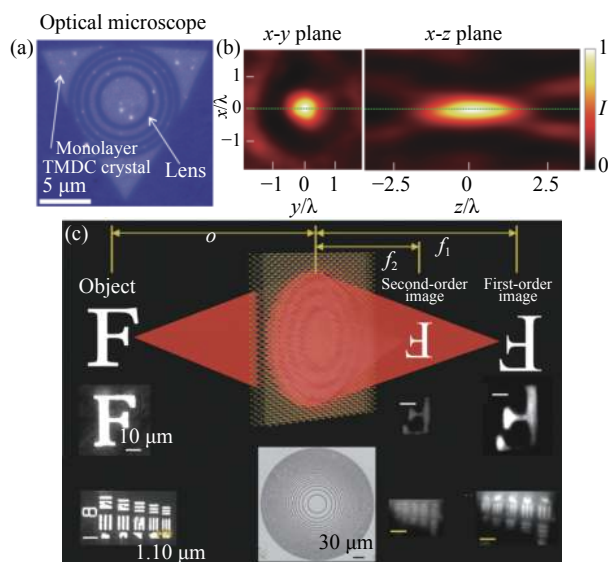 Optical microscope
(a)
Monolayer
TMDC crystal
Lens
5 μm
(b)
x-y plane
x-z plane
x/λ
1
0
−1
−1
0
1
y/λ
−2.5
0
2.5
z/λ
1
I
0
(c)
o
f₁
f₂
Object
Second-order
image
First-order
image
F
F
F
F
10 μm
F
F
1.10 μm
30 μm